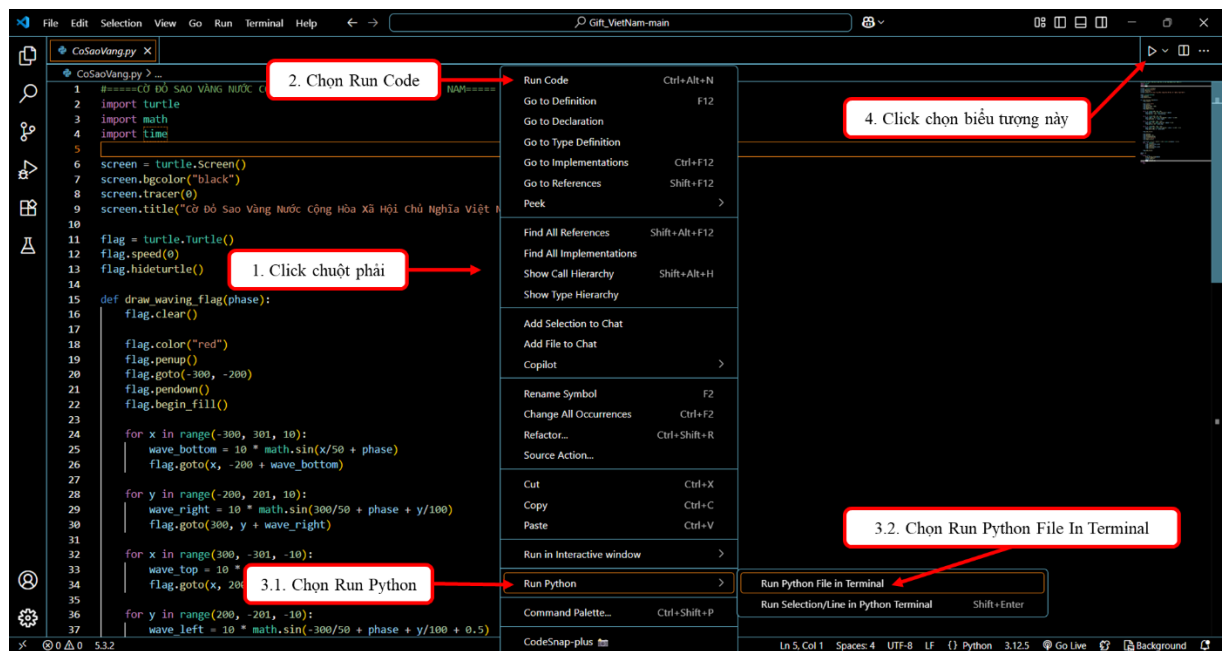 File Edit Selection View Go Run Terminal Help
Gift_VietNam-main
CoSaoVang.py
CoSaoVang.py > ...
2. Chọn Run Code
4. Click chọn biểu tượng này
1. Click chuột phải
3.1. Chọn Run Python
3.2. Chọn Run Python File In Terminal
1 #=====CỜ ĐỎ SAO VÀNG NƯỚC C NAM=====
2 import turtle
3 import math
4 import time
5
6 screen = turtle.Screen()
7 screen.bgcolor("black")
8 screen.tracer(0)
9 screen.title("Cờ Đỏ Sao Vàng Nước Cộng Hòa Xã Hội Chủ Nghĩa Việt N
10
11 flag = turtle.Turtle()
12 flag.speed(0)
13 flag.hideturtle()
14
15 def draw_waving_flag(phase):
16 flag.clear()
17
18 flag.color("red")
19 flag.penup()
20 flag.goto(-300, -200)
21 flag.pendown()
22 flag.begin_fill()
23
24 for x in range(-300, 301, 10):
25 wave_bottom = 10 * math.sin(x/50 + phase)
26 flag.goto(x, -200 + wave_bottom)
27
28 for y in range(-200, 201, 10):
29 wave_right = 10 * math.sin(300/50 + phase + y/100)
30 flag.goto(300, y + wave_right)
31
32 for x in range(300, -301, -10):
33 wave_top = 10 *
34 flag.goto(x, 20
35
36 for y in range(200, -201, -10):
37 wave_left = 10 * math.sin(-300/50 + phase + y/100 + 0.5)
Run Code Ctrl+Alt+N
Go to Definition F12
Go to Declaration
Go to Type Definition
Go to Implementations Ctrl+F12
Go to References Shift+F12
Peek >
Find All References Shift+Alt+F12
Find All Implementations
Show Call Hierarchy Shift+Alt+H
Show Type Hierarchy
Add Selection to Chat
Add File to Chat
Copilot >
Rename Symbol F2
Change All Occurrences Ctrl+F2
Refactor... Ctrl+Shift+R
Source Action...
Cut Ctrl+X
Copy Ctrl+C
Paste Ctrl+V
Run in Interactive window >
Run Python >
Command Palette... Ctrl+Shift+P
CodeSnap-plus
Run Python File in Terminal
Run Selection/Line in Python Terminal Shift+Enter
0 0 0 5.3.2 Ln 5, Col 1 Spaces: 4 UTF-8 LF {} Python 3.12.5 Go Live Background